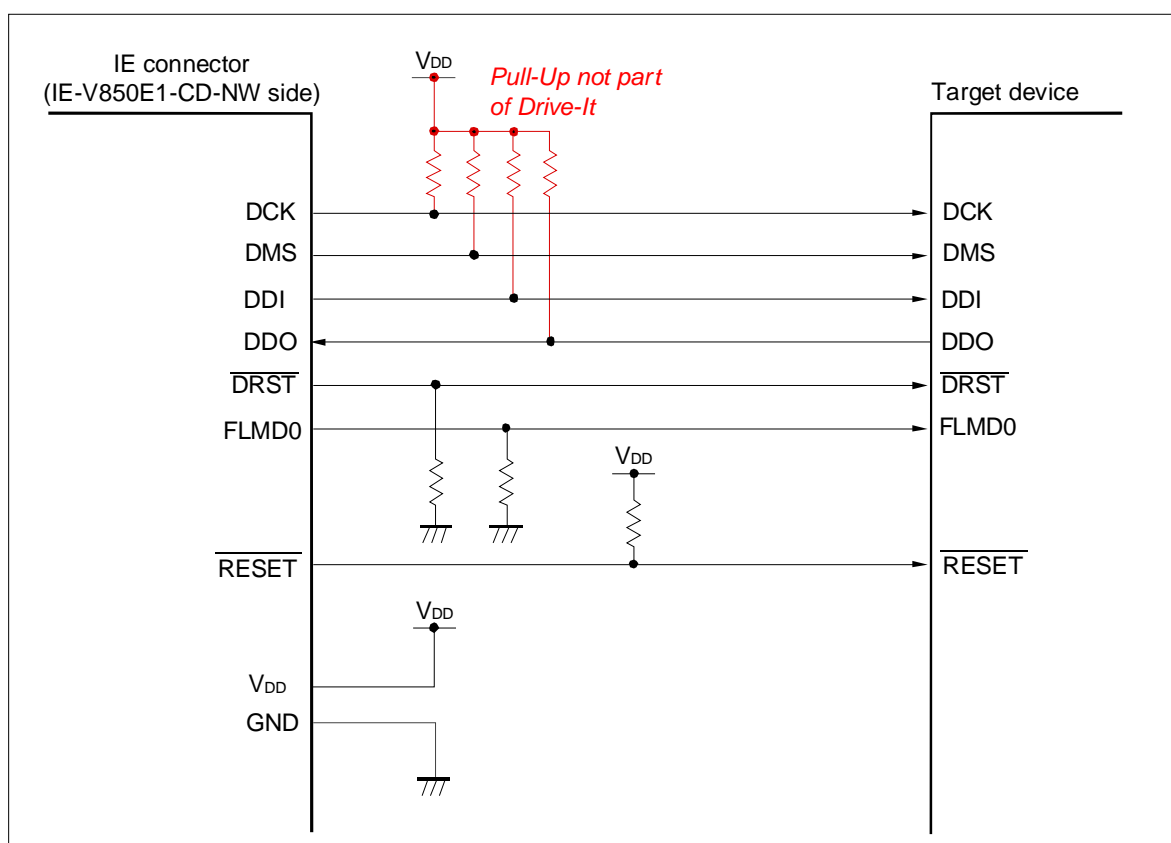 IE connector
(IE-V850E1-CD-NW side)
VDD
Pull-Up not part
of Drive-It
Target device
DCK
DCK
DMS
DMS
DDI
DDI
DDO
DDO
DRST
DRST
FLMD0
FLMD0
VDD
RESET
RESET
VDD
VDD
GND